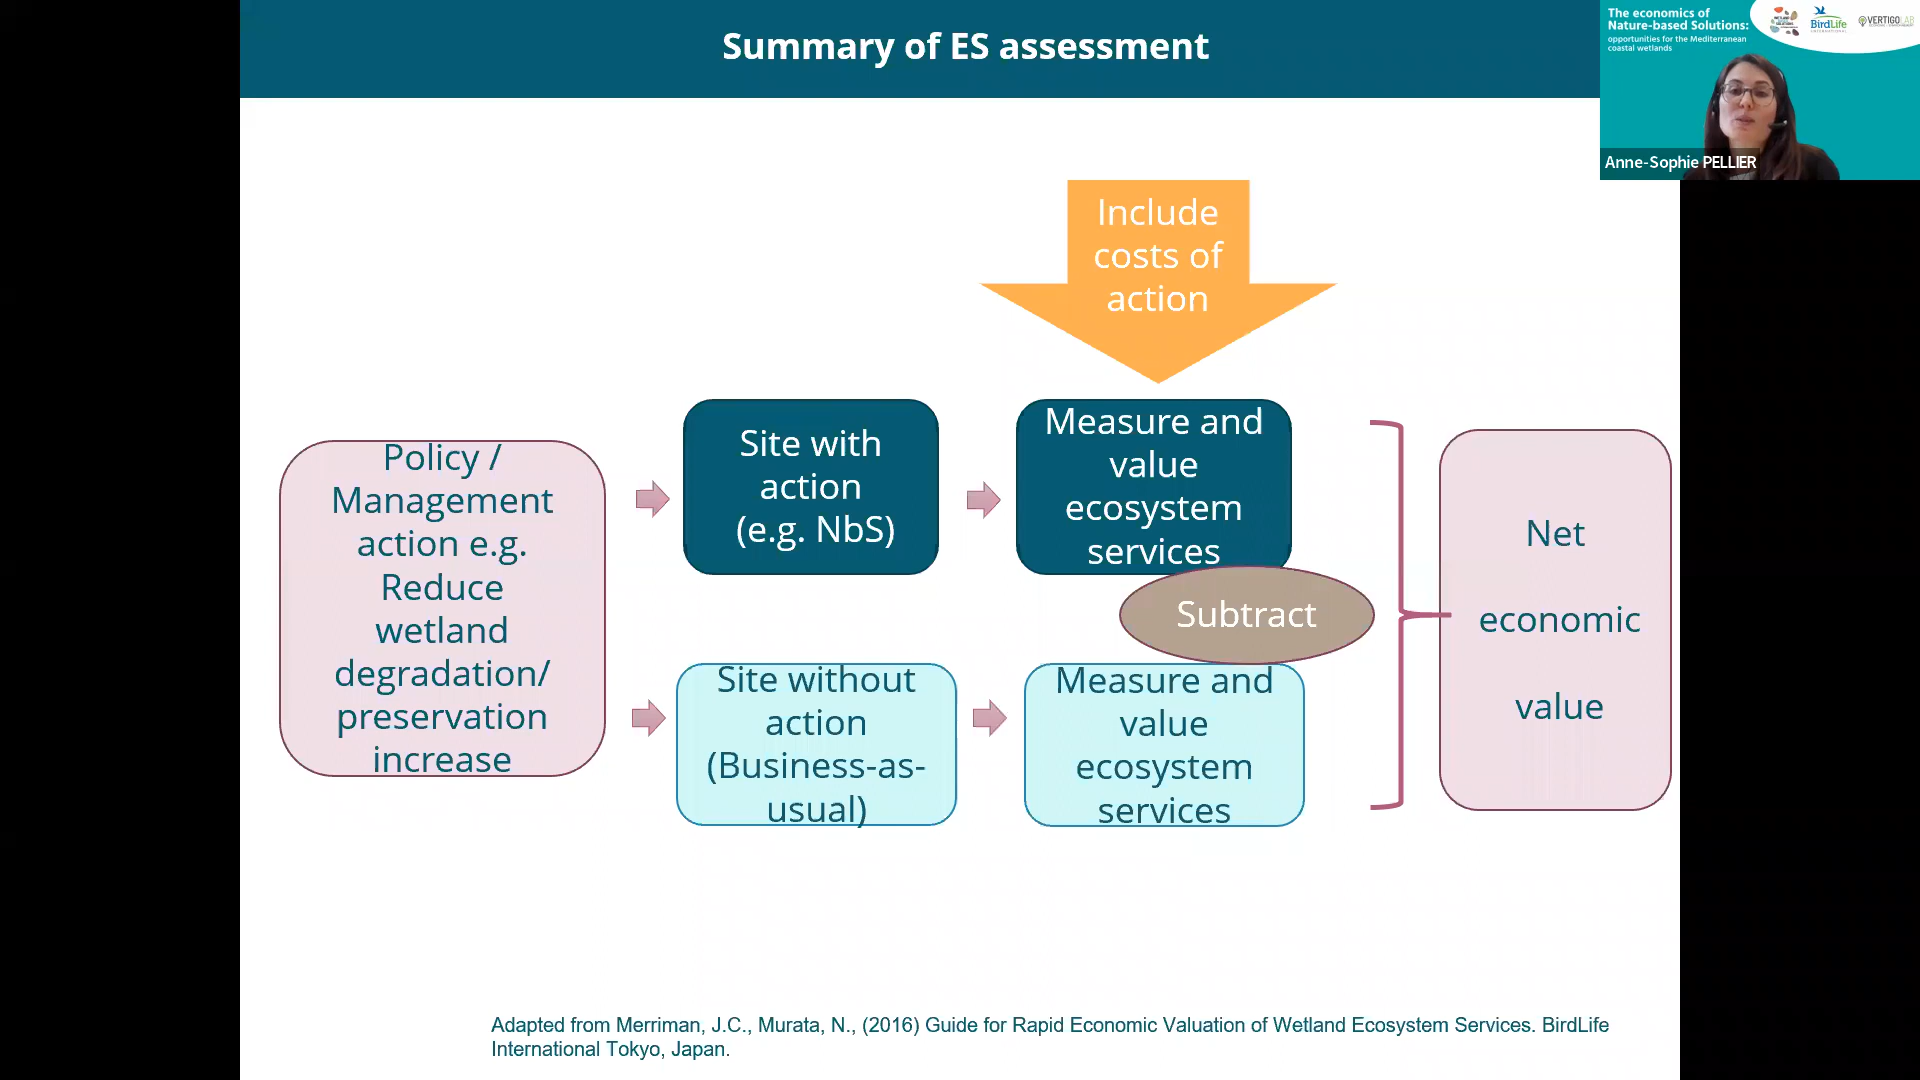 Summary of ES assessment
The economics of
Nature-based Solutions:
opportunities for the Mediterranean
coastal wetlands
BirdLife
INTERNATIONAL
VERTIGOLAB
Anne-Sophie PELLIER
Include
costs of
action
Policy /
Management
action e.g.
Reduce
wetland
degradation/
preservation
increase
Site with
action
(e.g. NbS)
Measure and
value
ecosystem
services
Subtract
Site without
action
(Business-as-
usual)
Measure and
value
ecosystem
services
Net
economic
value
Adapted from Merriman, J.C., Murata, N., (2016) Guide for Rapid Economic Valuation of Wetland Ecosystem Services. BirdLife
International Tokyo, Japan.